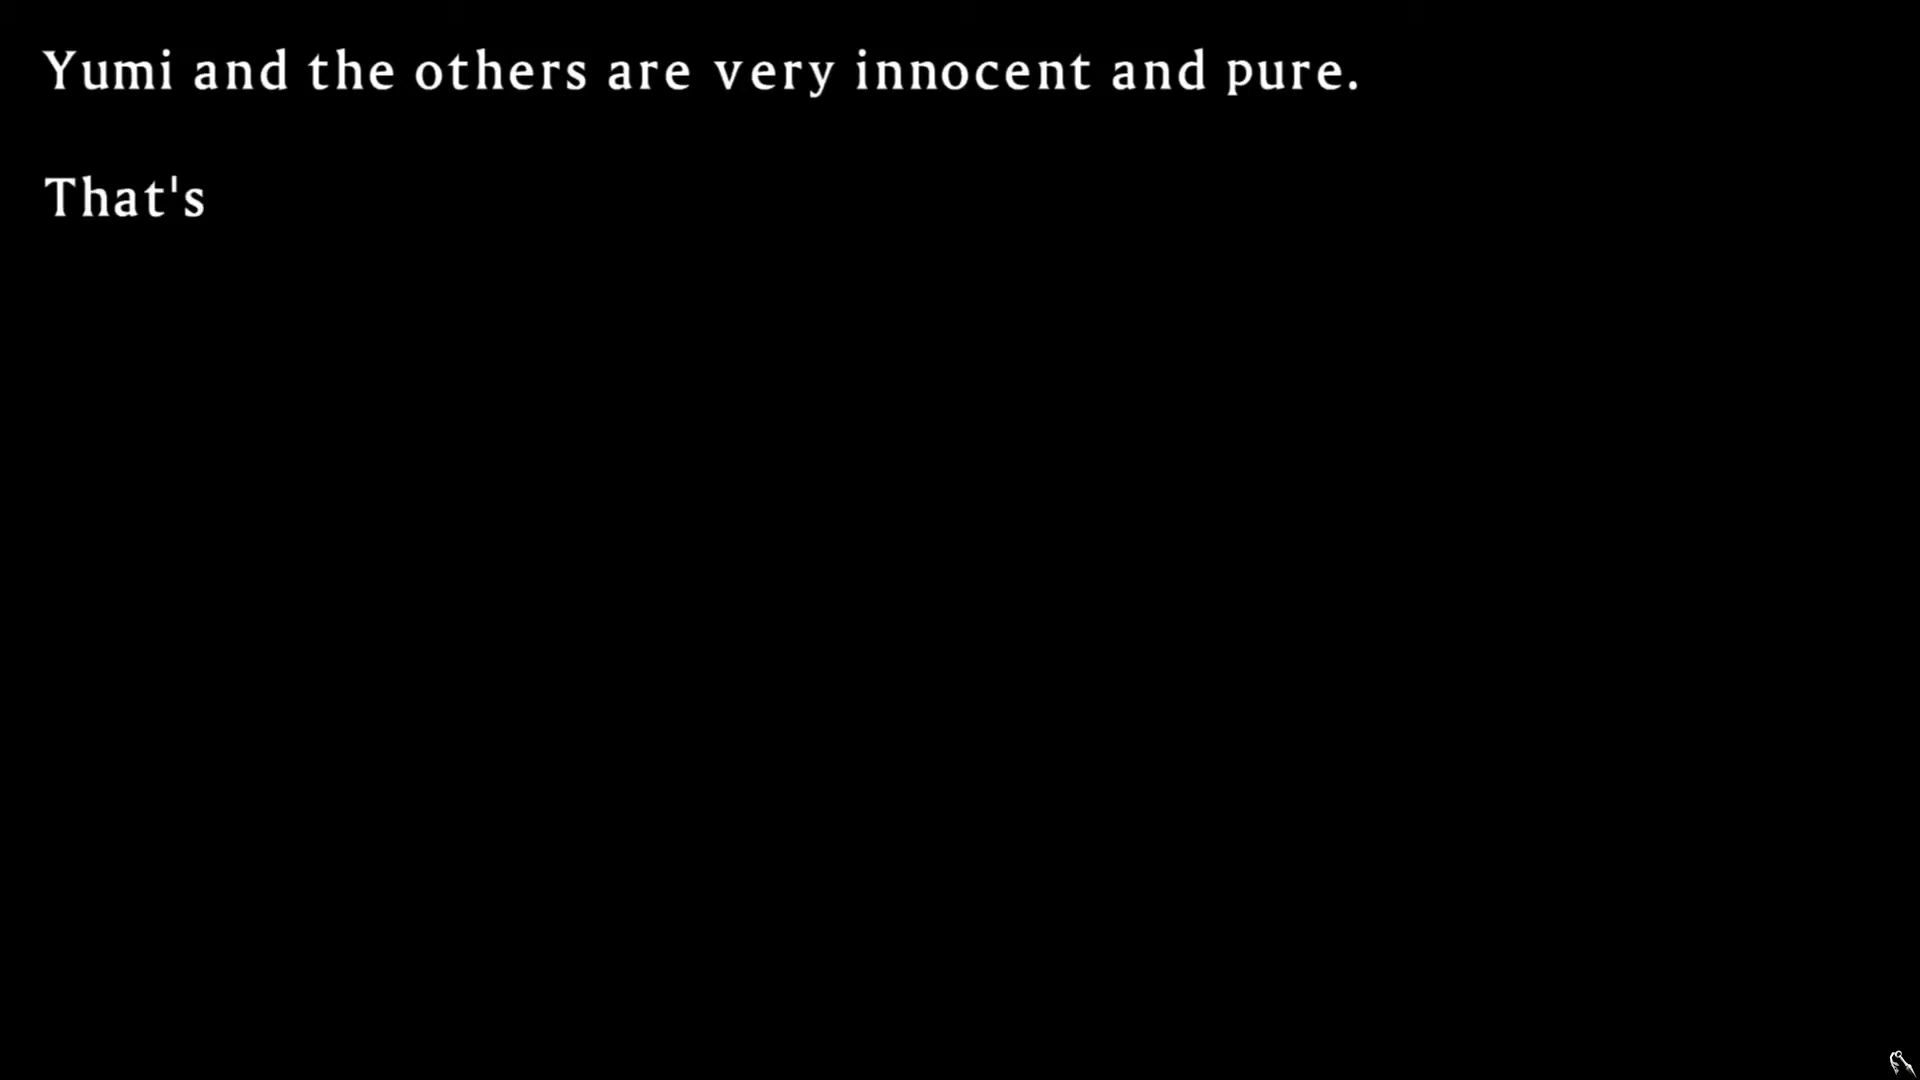 Yumi and the others are very innocent and pure.
That's